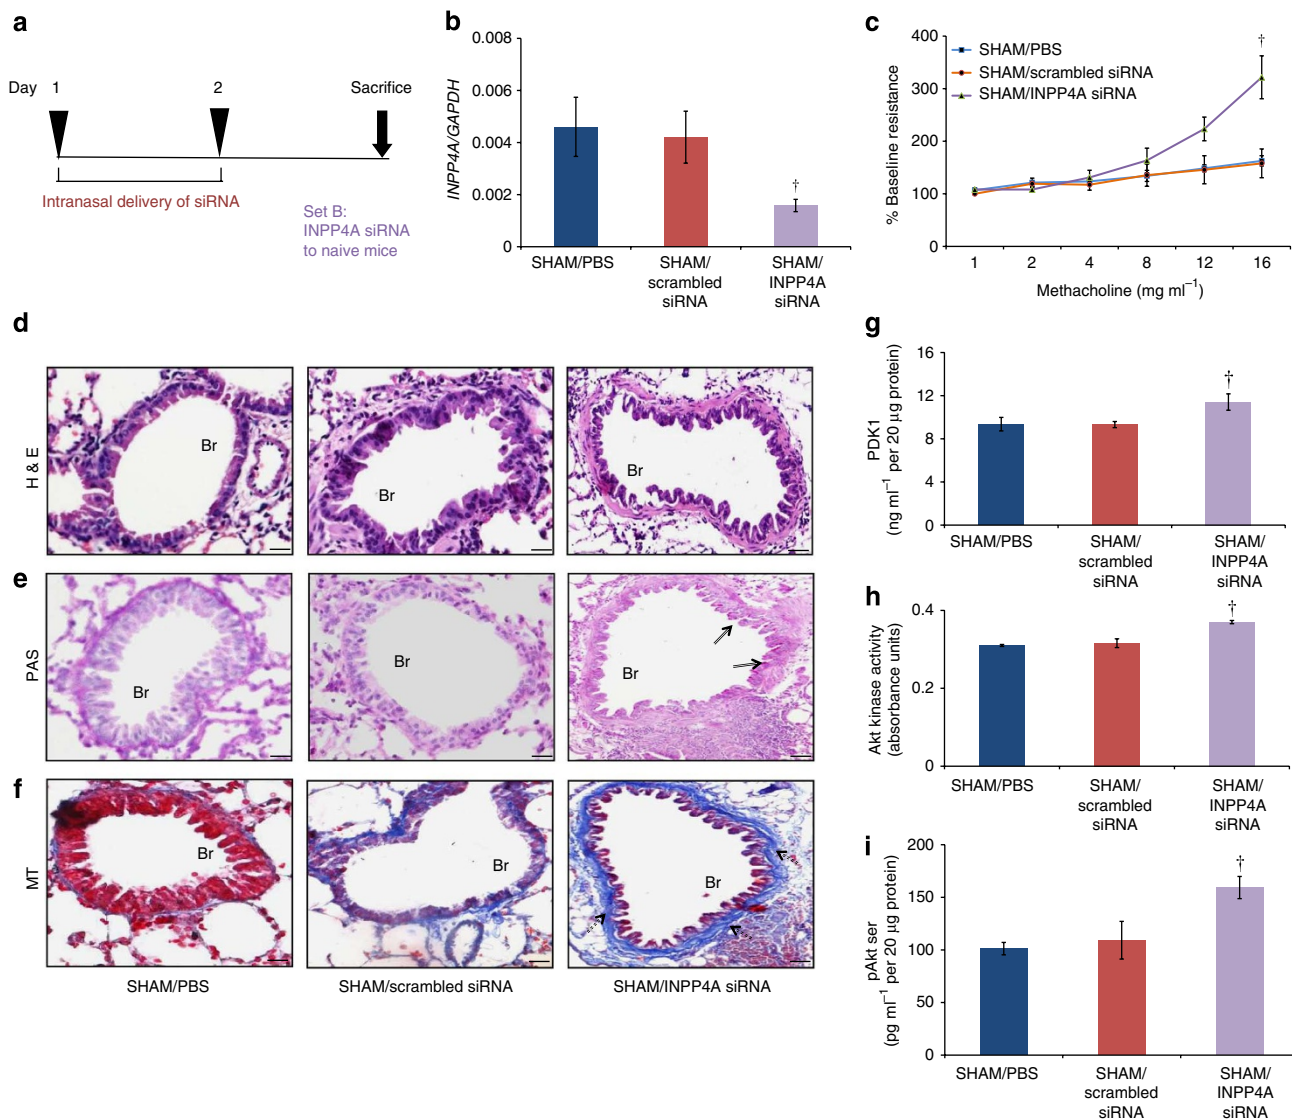 a
Day 1 2 Sacrifice
Intranasal delivery of siRNA
Set B:
INPP4A siRNA
to naive mice
b
INPP4A/GAPDH
0.008
0.006
0.004
0.002
0
†
SHAM/PBS
SHAM/
scrambled
siRNA
SHAM/
INPP4A
siRNA
c
% Baseline resistance
400
300
200
100
0
SHAM/PBS
SHAM/scrambled siRNA
SHAM/INPP4A siRNA
†
1 2 4 8 12 16
Methacholine (mg ml⁻¹)
d
H & E
Br
Br
Br
e
PAS
Br
Br
Br
f
MT
Br
Br
Br
SHAM/PBS
SHAM/scrambled siRNA
SHAM/INPP4A siRNA
g
PDK1
(ng ml⁻¹ per 20 µg protein)
16
12
8
4
0
†
SHAM/PBS
SHAM/
scrambled
siRNA
SHAM/
INPP4A
siRNA
h
Akt kinase activity
(absorbance units)
0.4
0.2
0
†
SHAM/PBS
SHAM/
scrambled
siRNA
SHAM/
INPP4A
siRNA
i
pAkt ser
(pg ml⁻¹ per 20 µg protein)
200
150
100
50
0
†
SHAM/PBS
SHAM/
scrambled
siRNA
SHAM/
INPP4A
siRNA